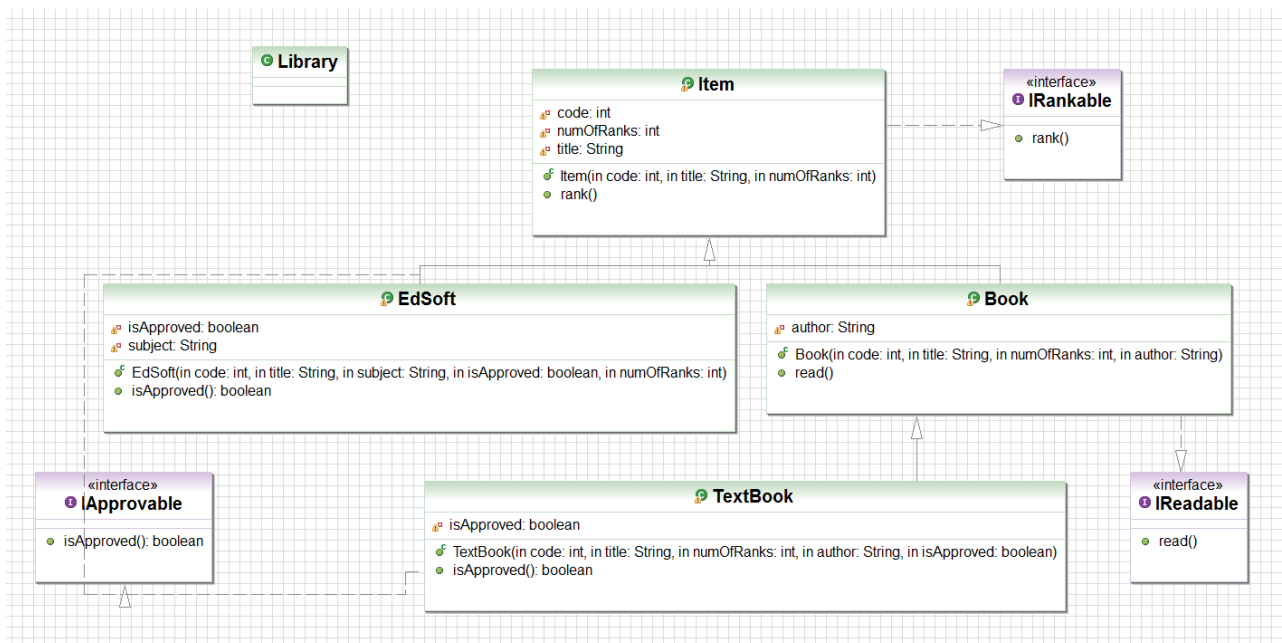 Library
Item
code: int
numOfRanks: int
title: String
Item(in code: int, in title: String, in numOfRanks: int)
rank()
«interface»
IRankable
rank()
EdSoft
isApproved: boolean
subject: String
EdSoft(in code: int, in title: String, in subject: String, in isApproved: boolean, in numOfRanks: int)
isApproved(): boolean
Book
author: String
Book(in code: int, in title: String, in numOfRanks: int, in author: String)
read()
«interface»
IApprovable
isApproved(): boolean
TextBook
isApproved: boolean
TextBook(in code: int, in title: String, in numOfRanks: int, in author: String, in isApproved: boolean)
isApproved(): boolean
«interface»
IReadable
read()